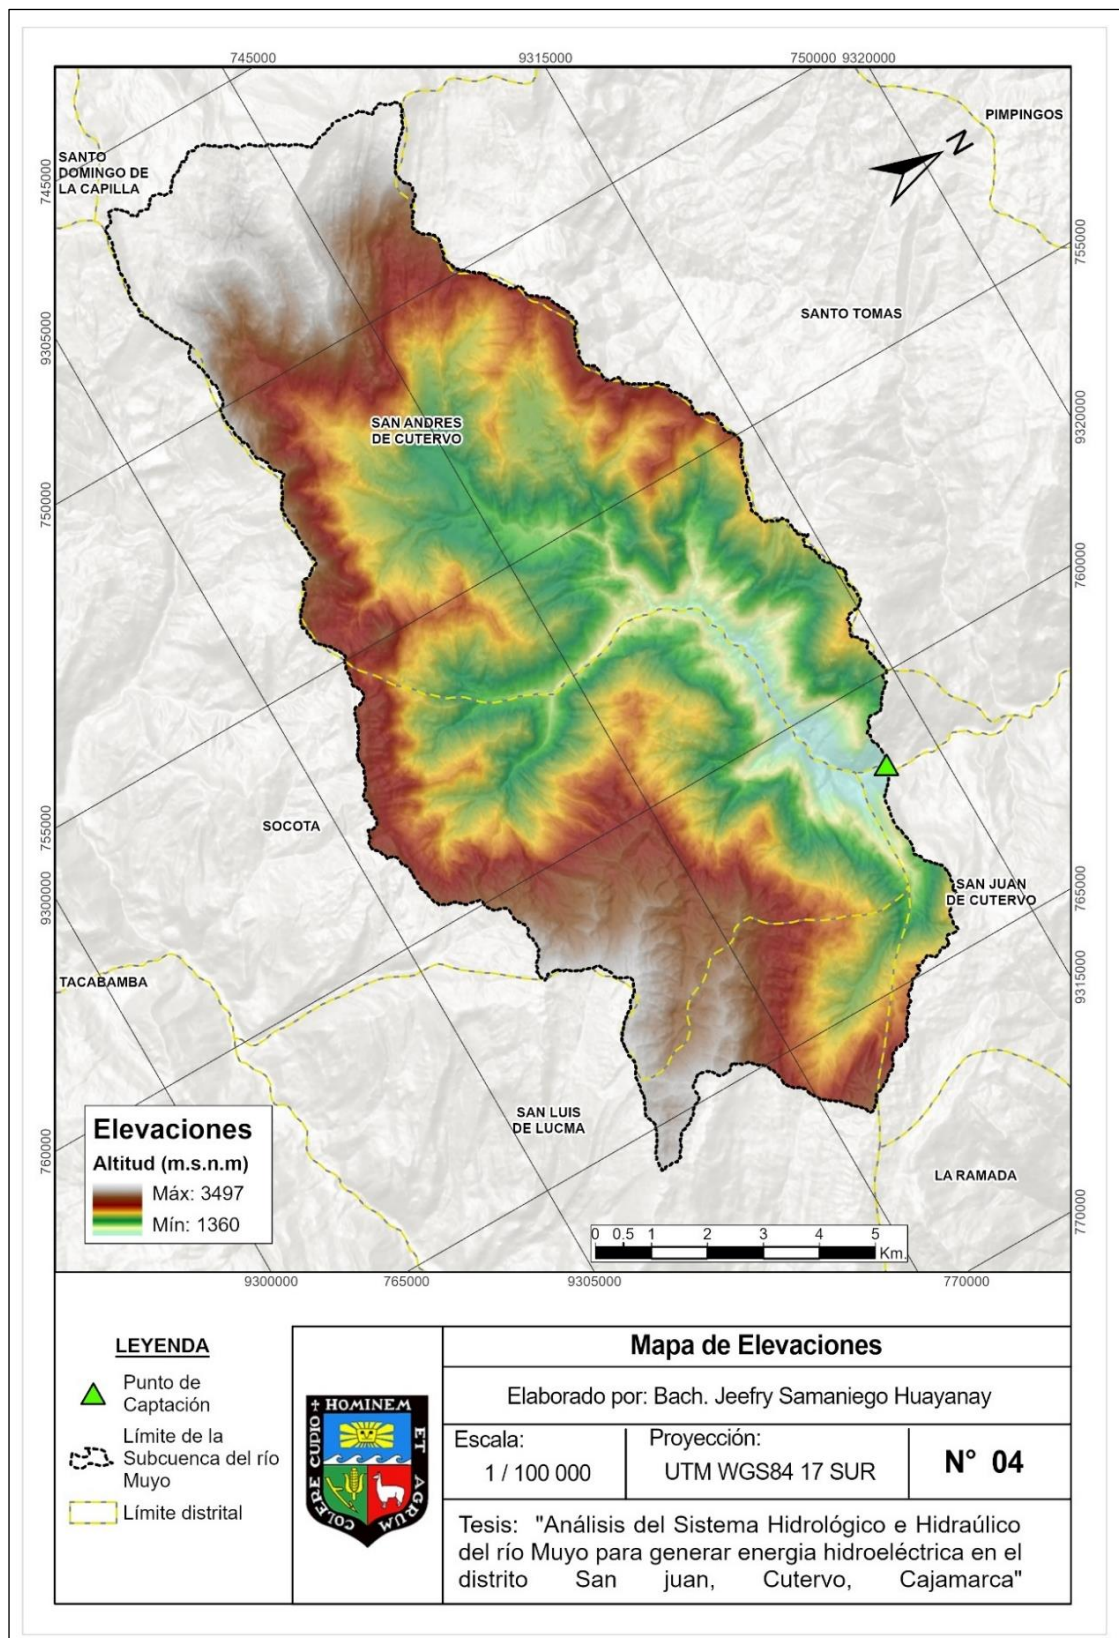 745000
9315000
750000
9320000
PIMPINGOS
N
SANTO
DOMINGO DE
LA CAPILLA
745000
755000
SANTO TOMAS
9305000
SAN ANDRES
DE CUTERVO
9320000
750000
760000
SOCOTA
755000
SAN JUAN
DE CUTERVO
765000
9300000
TACABAMBA
9315000
SAN LUIS
DE LUCMA
Elevaciones
Altitud (m.s.n.m)
Máx: 3497
Mín: 1360
760000
LA RAMADA
770000
0 0.5 1 2 3 4 5
Km.
9300000
765000
9305000
770000
LEYENDA
Punto de
Captación
Límite de la
Subcuenca del río
Muyo
Límite distrital
COLERE CUPIO + HOMINEM ET AGRUM
Mapa de Elevaciones
Elaborado por: Bach. Jeefry Samaniego Huayanay
Escala:
1 / 100 000
Proyección:
UTM WGS84 17 SUR
N° 04
Tesis: "Análisis del Sistema Hidrológico e Hidraúlico
del río Muyo para generar energia hidroeléctrica en el
distrito San juan, Cutervo, Cajamarca"